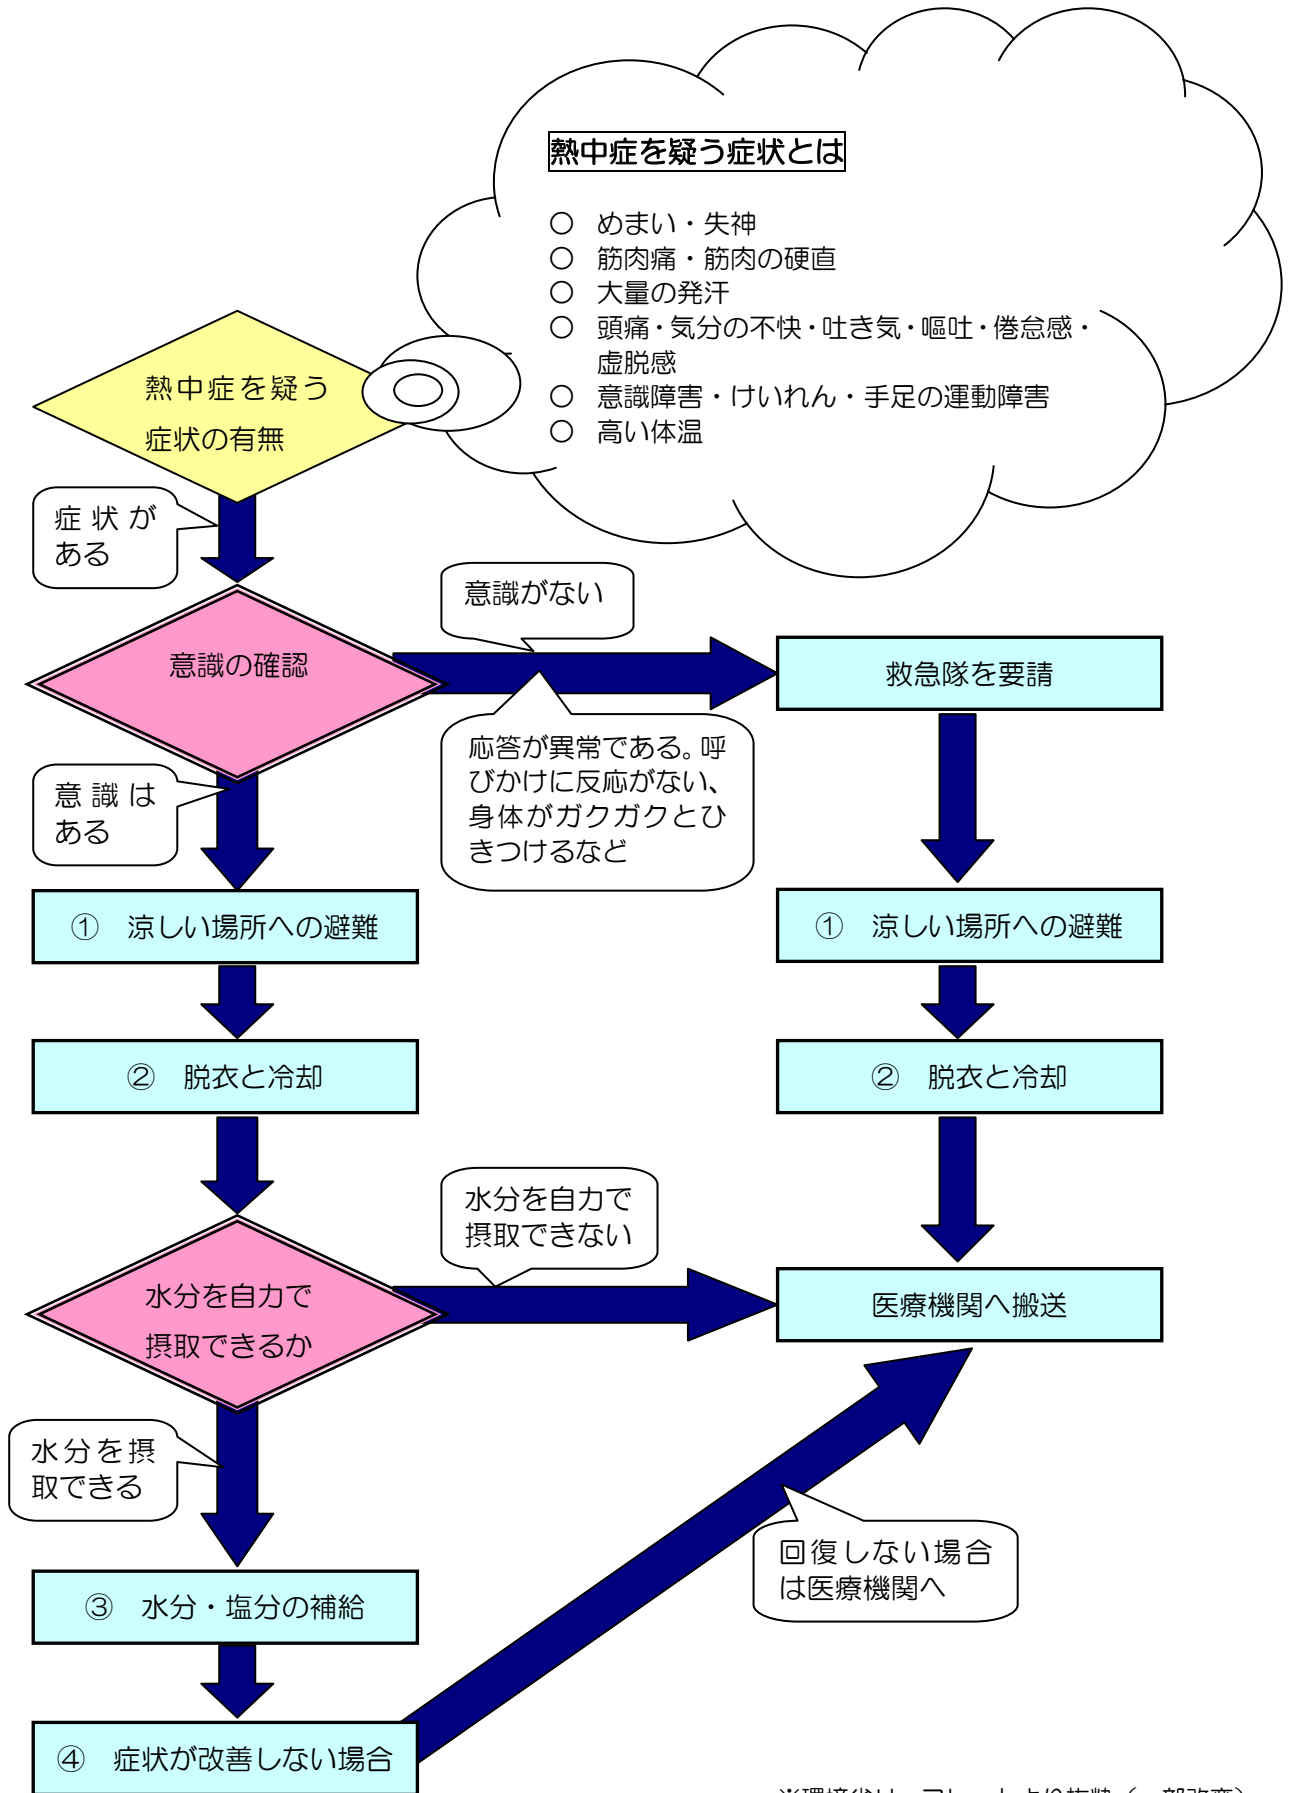 熱中症を疑う症状とは
○ めまい・失神
○ 筋肉痛・筋肉の硬直
○ 大量の発汗
○ 頭痛・気分の不快・吐き気・嘔吐・倦怠感・
虚脱感
○ 意識障害・けいれん・手足の運動障害
○ 高い体温
熱中症を疑う
症状の有無
症状が
ある
意識の確認
意識がない
救急隊を要請
応答が異常である。呼
びかけに反応がない、
身体がガクガクとひ
きつけるなど
意識は
ある
① 涼しい場所への避難
① 涼しい場所への避難
② 脱衣と冷却
② 脱衣と冷却
水分を自力で
摂取できない
水分を自力で
摂取できるか
医療機関へ搬送
水分を摂
取できる
回復しない場合
は医療機関へ
③ 水分・塩分の補給
④ 症状が改善しない場合